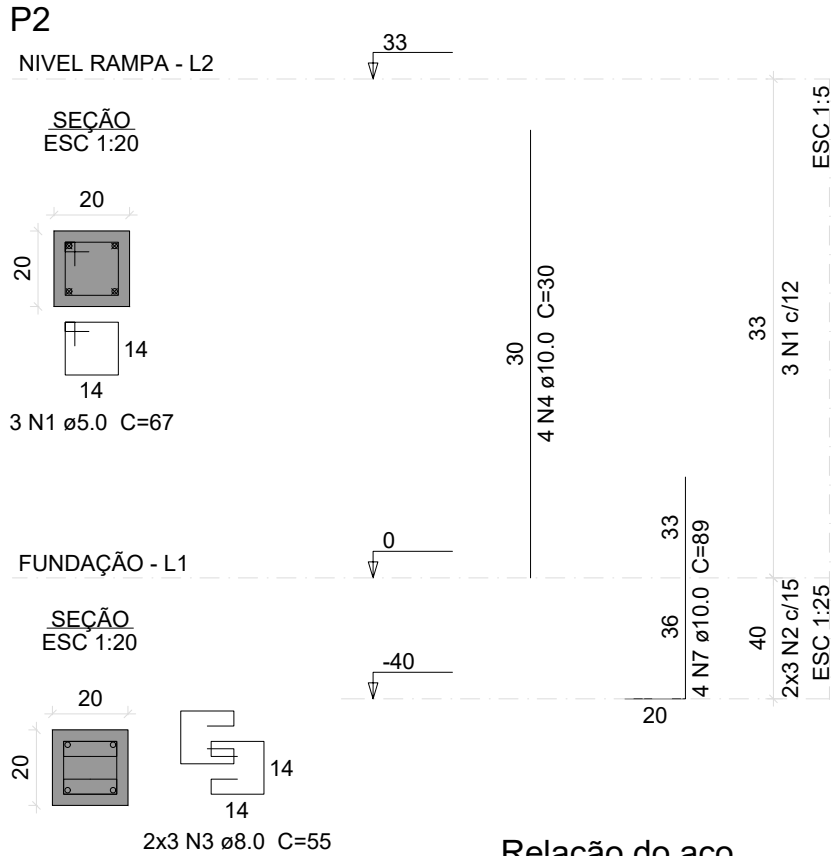 P2
33
NIVEL RAMPA - L2
ESC 1:5
SEÇÃO
ESC 1:20
20
20
14
14
3 N1 ø5.0 C=67
30
4 N4 ø10.0 C=30
33
3 N1 c/12
0
FUNDAÇÃO - L1
33
36
4 N7 ø10.0 C=89
40
2x3 N2 c/15
ESC 1:25
SEÇÃO
ESC 1:20
-40
20
20
20
14
14
2x3 N3 ø8.0 C=55
Relação do aço